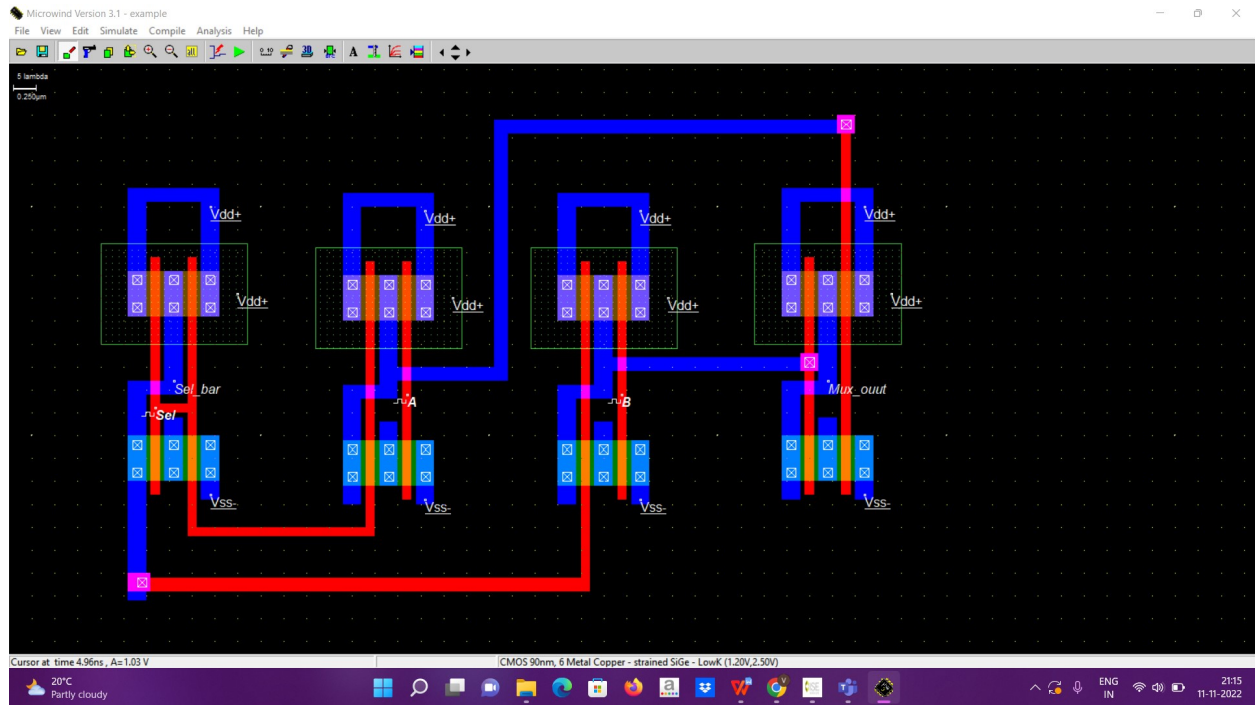 Microwind Version 3.1 - example
File View Edit Simulate Compile Analysis Help
5 lambda
0.250µm
Vdd+ Vdd+ Vdd+ Vdd+
Vdd+ Vdd+ Vdd+ Vdd+
Sel_bar Mux_ouut
Sel A B
Vss- Vss- Vss- Vss-
Cursor at time 4.96ns , A=1.03 V CMOS 90nm, 6 Metal Copper - strained SiGe - LowK (1.20V,2.50V)
20°C ENG 21:15
Partly cloudy IN 11-11-2022